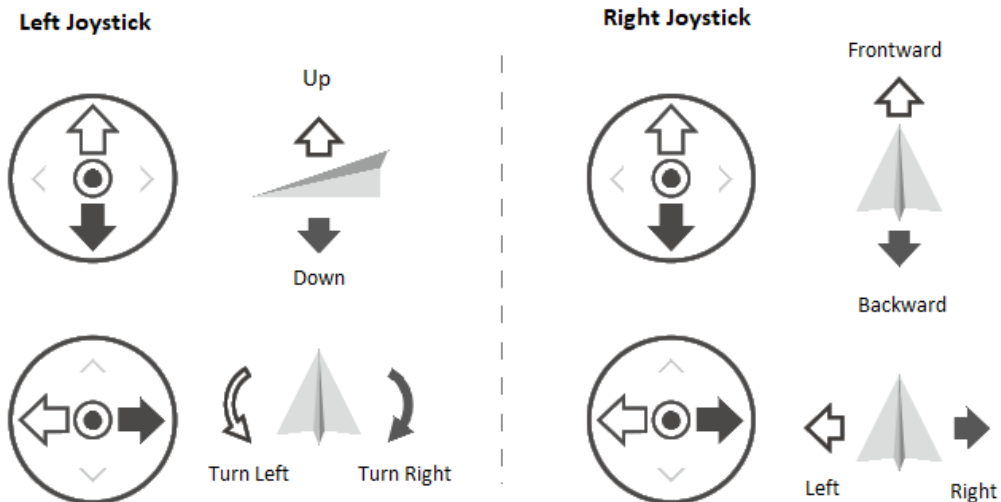 Left Joystick
Up
Down
Turn Left
Turn Right
Right Joystick
Frontward
Backward
Left
Right